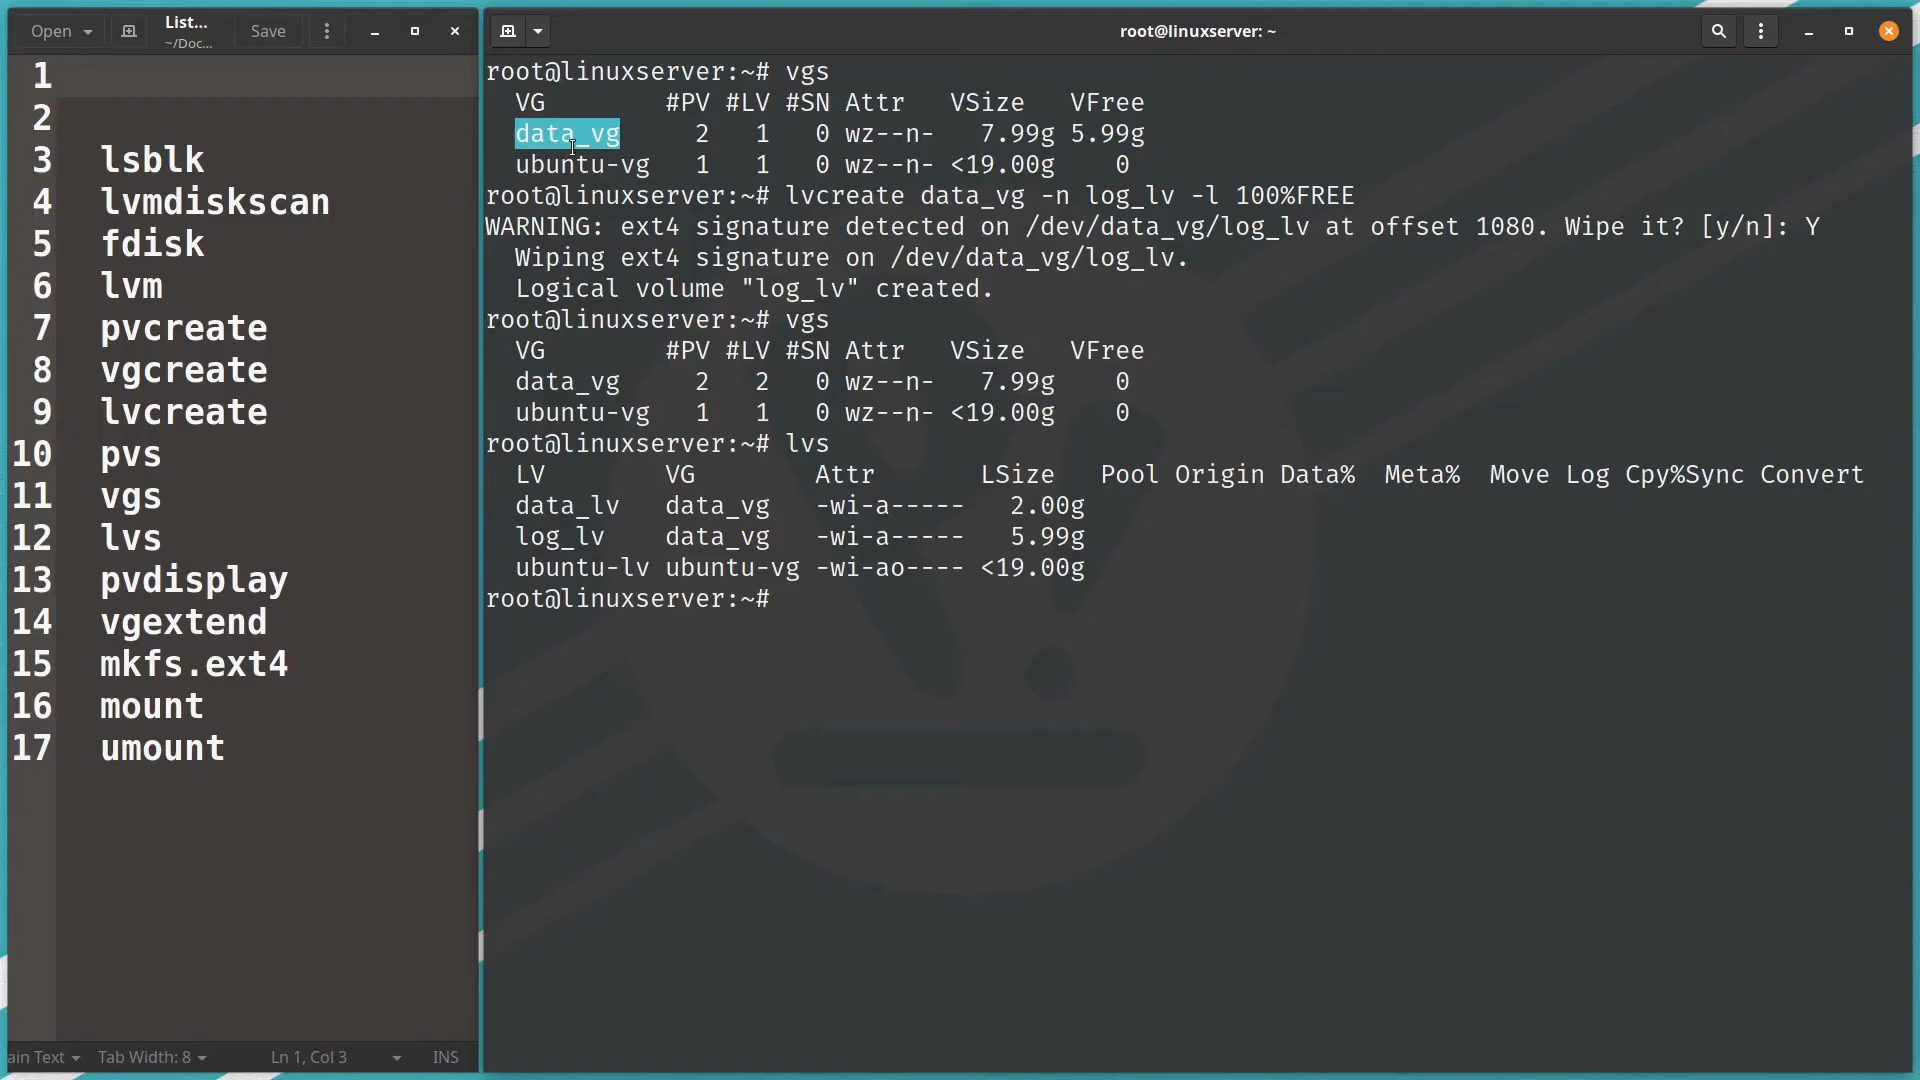 Open
List...
~/Doc...
Save
1
2
3 lsblk
4 lvmdiskscan
5 fdisk
6 lvm
7 pvcreate
8 vgcreate
9 lvcreate
10 pvs
11 vgs
12 lvs
13 pvdisplay
14 vgextend
15 mkfs.ext4
16 mount
17 umount
ain Text Tab Width: 8 Ln 1, Col 3 INS
root@linuxserver: ~
root@linuxserver:~# vgs
  VG        #PV #LV #SN Attr   VSize   VFree
  data_vg     2   1   0 wz--n-   7.99g 5.99g
  ubuntu-vg   1   1   0 wz--n- <19.00g    0
root@linuxserver:~# lvcreate data_vg -n log_lv -l 100%FREE
WARNING: ext4 signature detected on /dev/data_vg/log_lv at offset 1080. Wipe it? [y/n]: Y
  Wiping ext4 signature on /dev/data_vg/log_lv.
  Logical volume "log_lv" created.
root@linuxserver:~# vgs
  VG        #PV #LV #SN Attr   VSize   VFree
  data_vg     2   2   0 wz--n-   7.99g    0
  ubuntu-vg   1   1   0 wz--n- <19.00g    0
root@linuxserver:~# lvs
  LV        VG        Attr       LSize   Pool Origin Data%  Meta%  Move Log Cpy%Sync Convert
  data_lv   data_vg   -wi-a-----   2.00g
  log_lv    data_vg   -wi-a-----   5.99g
  ubuntu-lv ubuntu-vg -wi-ao---- <19.00g
root@linuxserver:~#